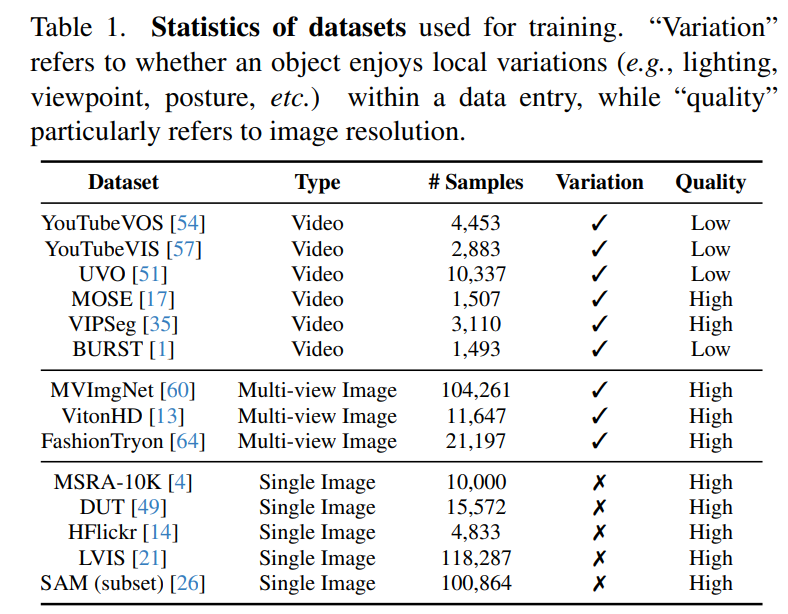 Table 1. Statistics of datasets used for training. “Variation”
refers to whether an object enjoys local variations (e.g., lighting,
viewpoint, posture, etc.) within a data entry, while “quality”
particularly refers to image resolution.
Dataset Type # Samples Variation Quality
YouTubeVOS [54] Video 4,453 ✓ Low
YouTubeVIS [57] Video 2,883 ✓ Low
UVO [51] Video 10,337 ✓ Low
MOSE [17] Video 1,507 ✓ High
VIPSeg [35] Video 3,110 ✓ High
BURST [1] Video 1,493 ✓ Low
MVImgNet [60] Multi-view Image 104,261 ✓ High
VitonHD [13] Multi-view Image 11,647 ✓ High
FashionTryon [64] Multi-view Image 21,197 ✓ High
MSRA-10K [4] Single Image 10,000 ✗ High
DUT [49] Single Image 15,572 ✗ High
HFlickr [14] Single Image 4,833 ✗ High
LVIS [21] Single Image 118,287 ✗ High
SAM (subset) [26] Single Image 100,864 ✗ High